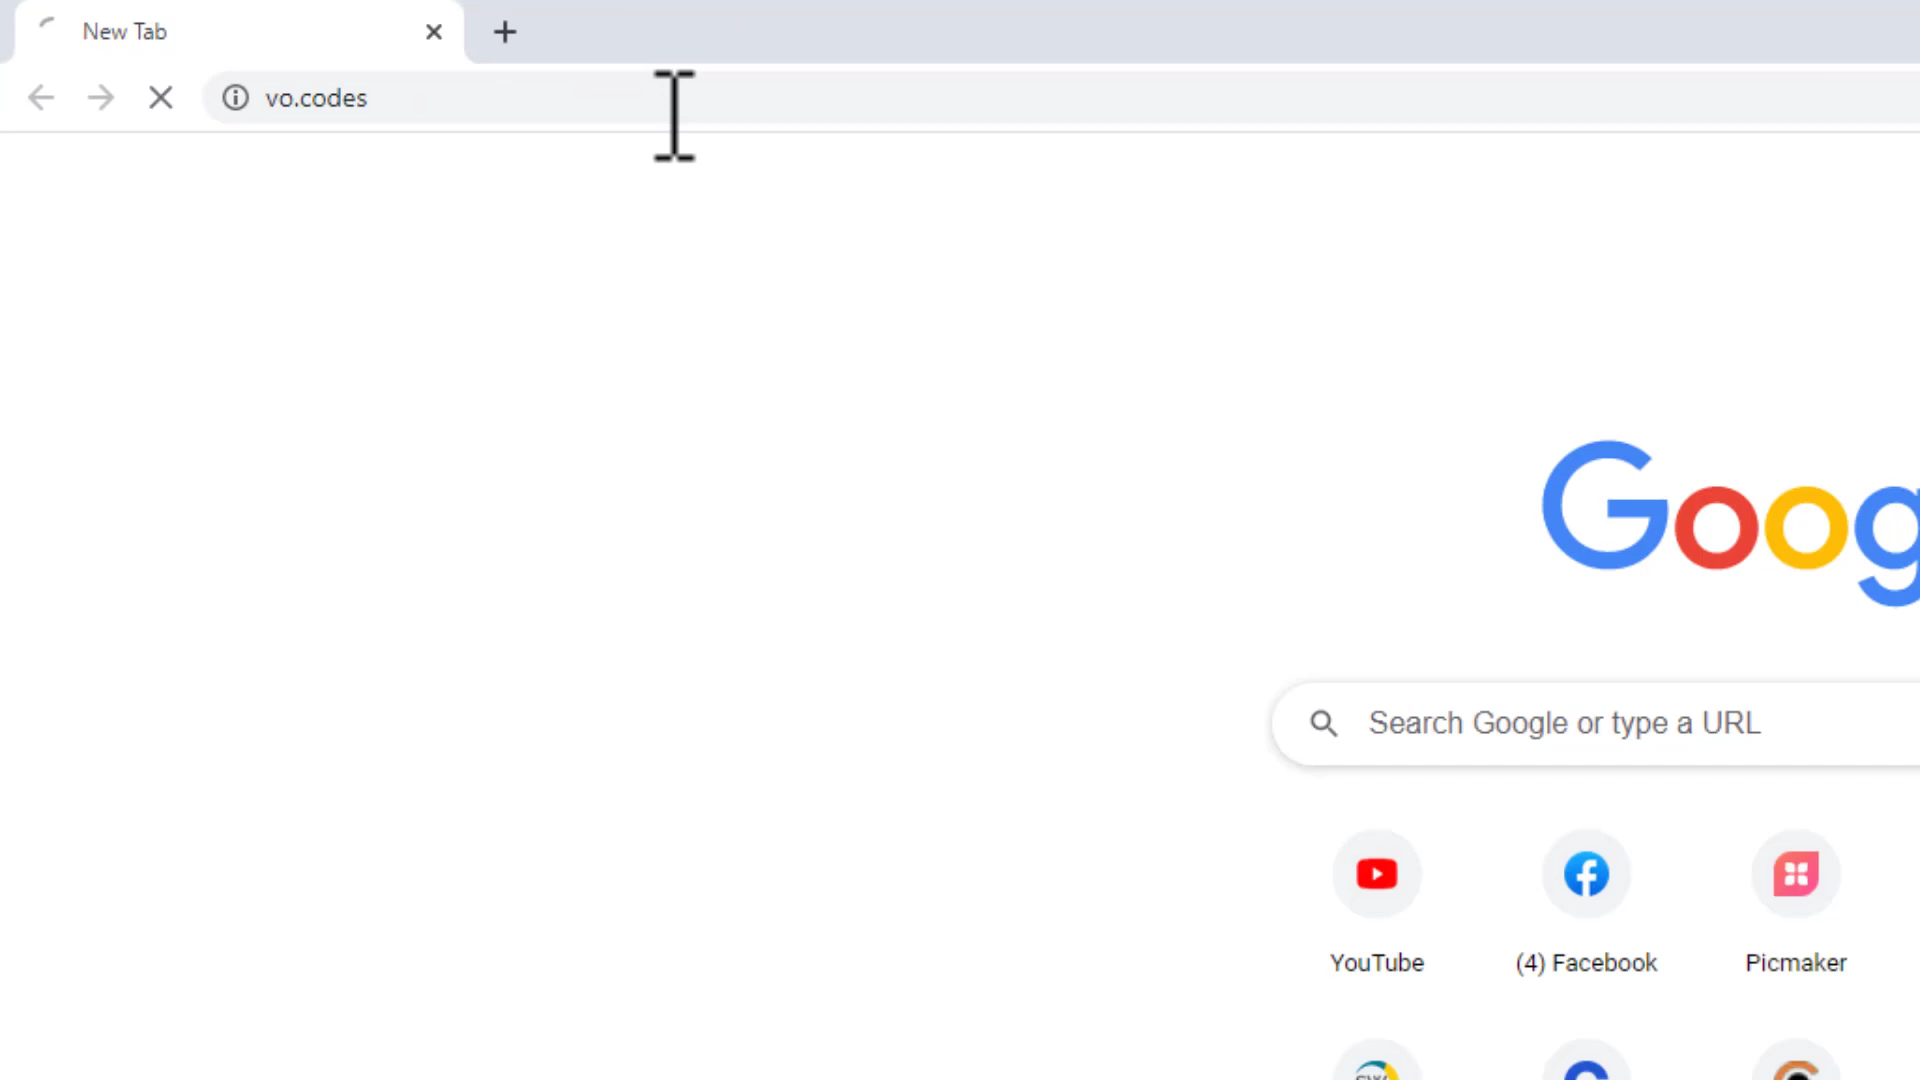 New Tab
vo.codes
Goog
Search Google or type a URL
YouTube
(4) Facebook
Picmaker